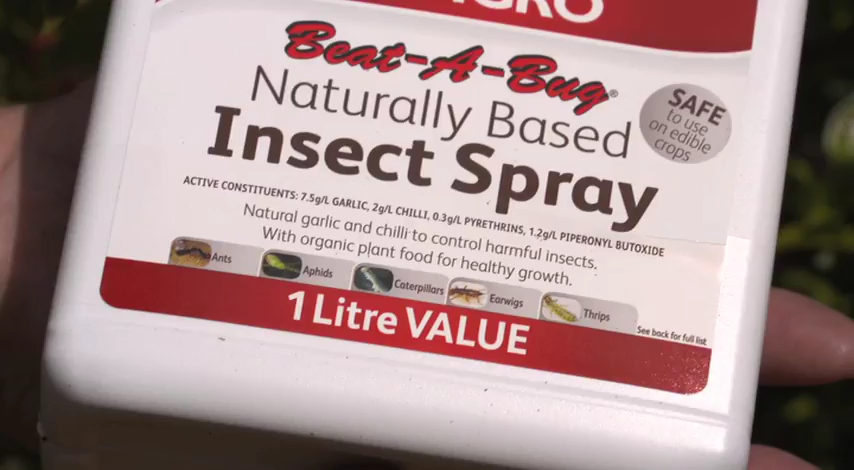 Beat-A-Bug®
Naturally Based
Insect Spray
SAFE
to use
on edible
crops
ACTIVE CONSTITUENTS: 7.5g/L GARLIC, 2g/L CHILLI, 0.3g/L PYRETHRINS, 1.2g/L PIPERONYL BUTOXIDE
Natural garlic and chilli to control harmful insects.
With organic plant food for healthy growth.
Ants
Aphids
Caterpillars
Earwigs
Thrips
See back for full list
1 Litre VALUE